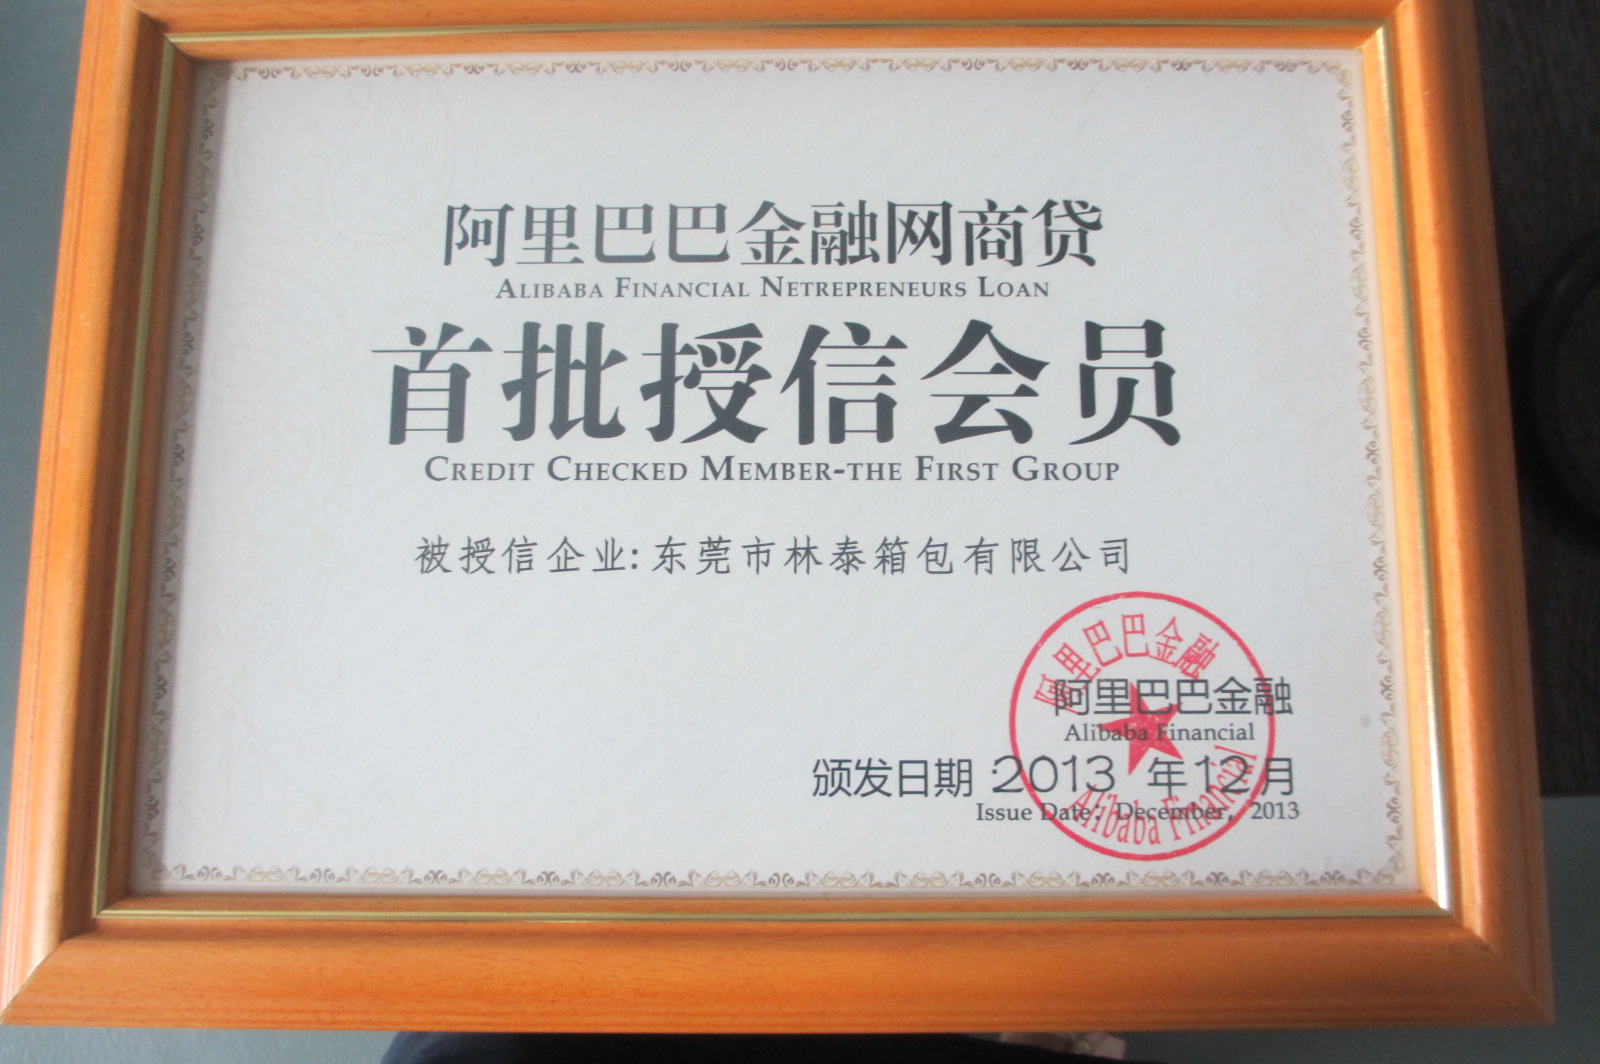 阿里巴巴金融网商贷
ALIBABA FINANCIAL NETREPRENEURS LOAN
首批授信会员
CREDIT CHECKED MEMBER-THE FIRST GROUP
被授信企业:东莞市林泰箱包有限公司
阿里巴巴金融
阿里巴巴金融
Alibaba Financial
颁发日期:2013 年12月
Issue Date: December, 2013
Alibaba Financial